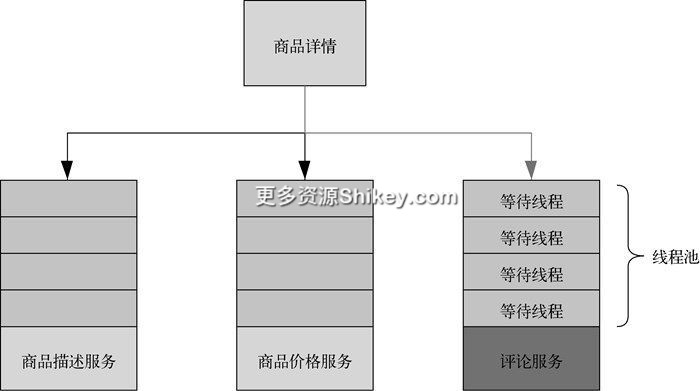 商品详情
更多资源Shikey.com
等待线程
等待线程
等待线程
等待线程
线程池
商品描述服务
商品价格服务
评论服务